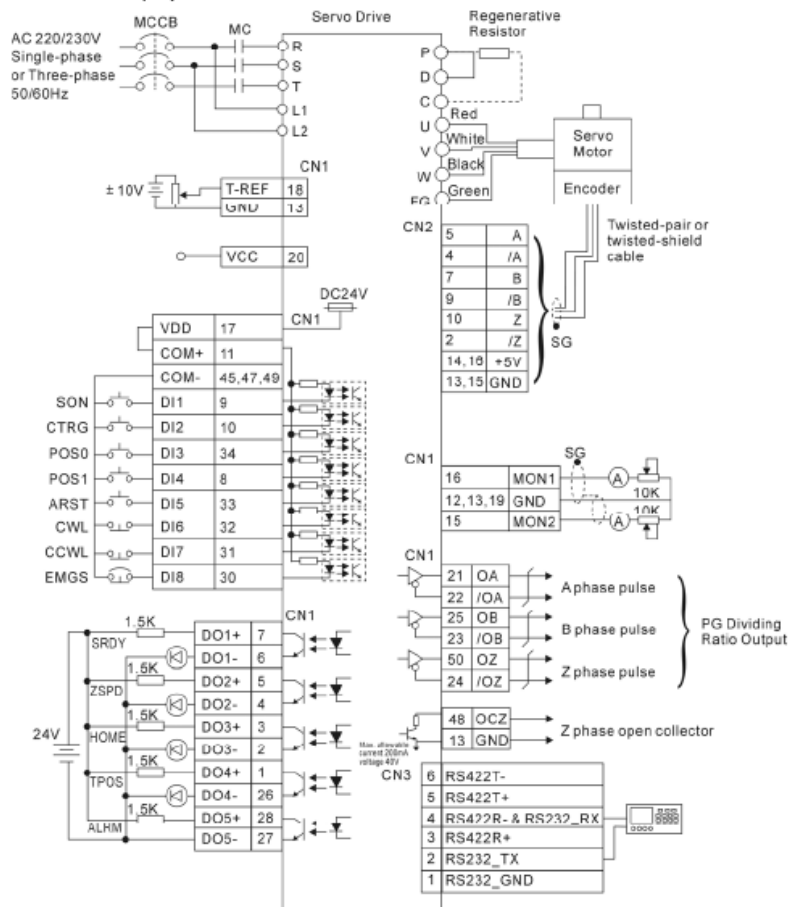 Servo Drive
Regenerative
Resistor
AC 220/230V
Single-phase
or Three-phase
50/60Hz
MCCB
MC
R
S
T
L1
L2
P
D
C
U
V
W
FG
Red
White
Black
Green
Servo
Motor
Encoder
CN1
± 10V
T-REF 18
GND 13
VCC 20
CN2
5 A
4 /A
7 B
9 /B
10 Z
2 /Z
14,16 +5V
13,15 GND
Twisted-pair or
twisted-shield
cable
SG
DC24V
CN1
VDD 17
COM+ 11
COM- 45,47,49
SON DI1 9
CTRG DI2 10
POS0 DI3 34
POS1 DI4 8
ARST DI5 33
CWL DI6 32
CCWL DI7 31
EMGS DI8 30
CN1
SG
16 MON1
12,13,19 GND
15 MON2
A
10K
10K
A
CN1
21 OA
22 /OA
25 OB
23 /OB
50 OZ
24 /OZ
A phase pulse
B phase pulse
Z phase pulse
PG Dividing
Ratio Output
48 OCZ
13 GND
Z phase open collector
Max. allowable
current 200mA
voltage 40V
CN1
24V
1.5K
SRDY
DO1+ 7
DO1- 6
1.5K
ZSPD
DO2+ 5
DO2- 4
1.5K
HOME
DO3+ 3
DO3- 2
1.5K
TPOS
DO4+ 1
DO4- 26
1.5K
ALHM
DO5+ 28
DO5- 27
CN3
6 RS422T-
5 RS422T+
4 RS422R- & RS232_RX
3 RS422R+
2 RS232_TX
1 RS232_GND